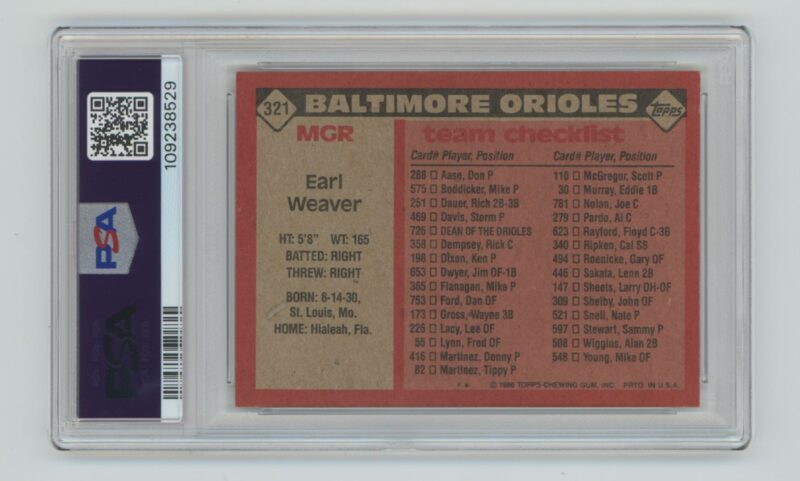 PSA
109238529
PSA
321 BALTIMORE ORIOLES topps
MGR
Earl
Weaver
HT: 5'8" WT: 165
BATTED: RIGHT
THREW: RIGHT
BORN: 8-14-30,
St. Louis, Mo.
HOME: Hialeah, Fla.
team checklist
Card# Player, Position
288 □ Aase, Don P
575 □ Boddicker, Mike P
251 □ Dauer, Rich 2B-3B
469 □ Davis, Storm P
726 □ DEAN OF THE ORIOLES
358 □ Dempsey, Rick C
198 □ Dixon, Ken P
653 □ Dwyer, Jim OF-1B
365 □ Flanagan, Mike P
753 □ Ford, Dan OF
173 □ Gross, Wayne 3B
226 □ Lacy, Lee OF
55 □ Lynn, Fred OF
416 □ Martinez, Denny P
82 □ Martinez, Tippy P
Card# Player, Position
110 □ McGregor, Scott P
30 □ Murray, Eddie 1B
781 □ Nolan, Joe C
279 □ Pardo, Al C
623 □ Rayford, Floyd C-3B
340 □ Ripken, Cal SS
494 □ Roenicke, Gary OF
446 □ Sakata, Lenn 2B
147 □ Sheets, Larry DH-OF
309 □ Shelby, John OF
521 □ Snell, Nate P
597 □ Stewart, Sammy P
508 □ Wiggins, Alan 2B
548 □ Young, Mike OF
© 1986 TOPPS CHEWING GUM, INC. PRTD. IN U.S.A.